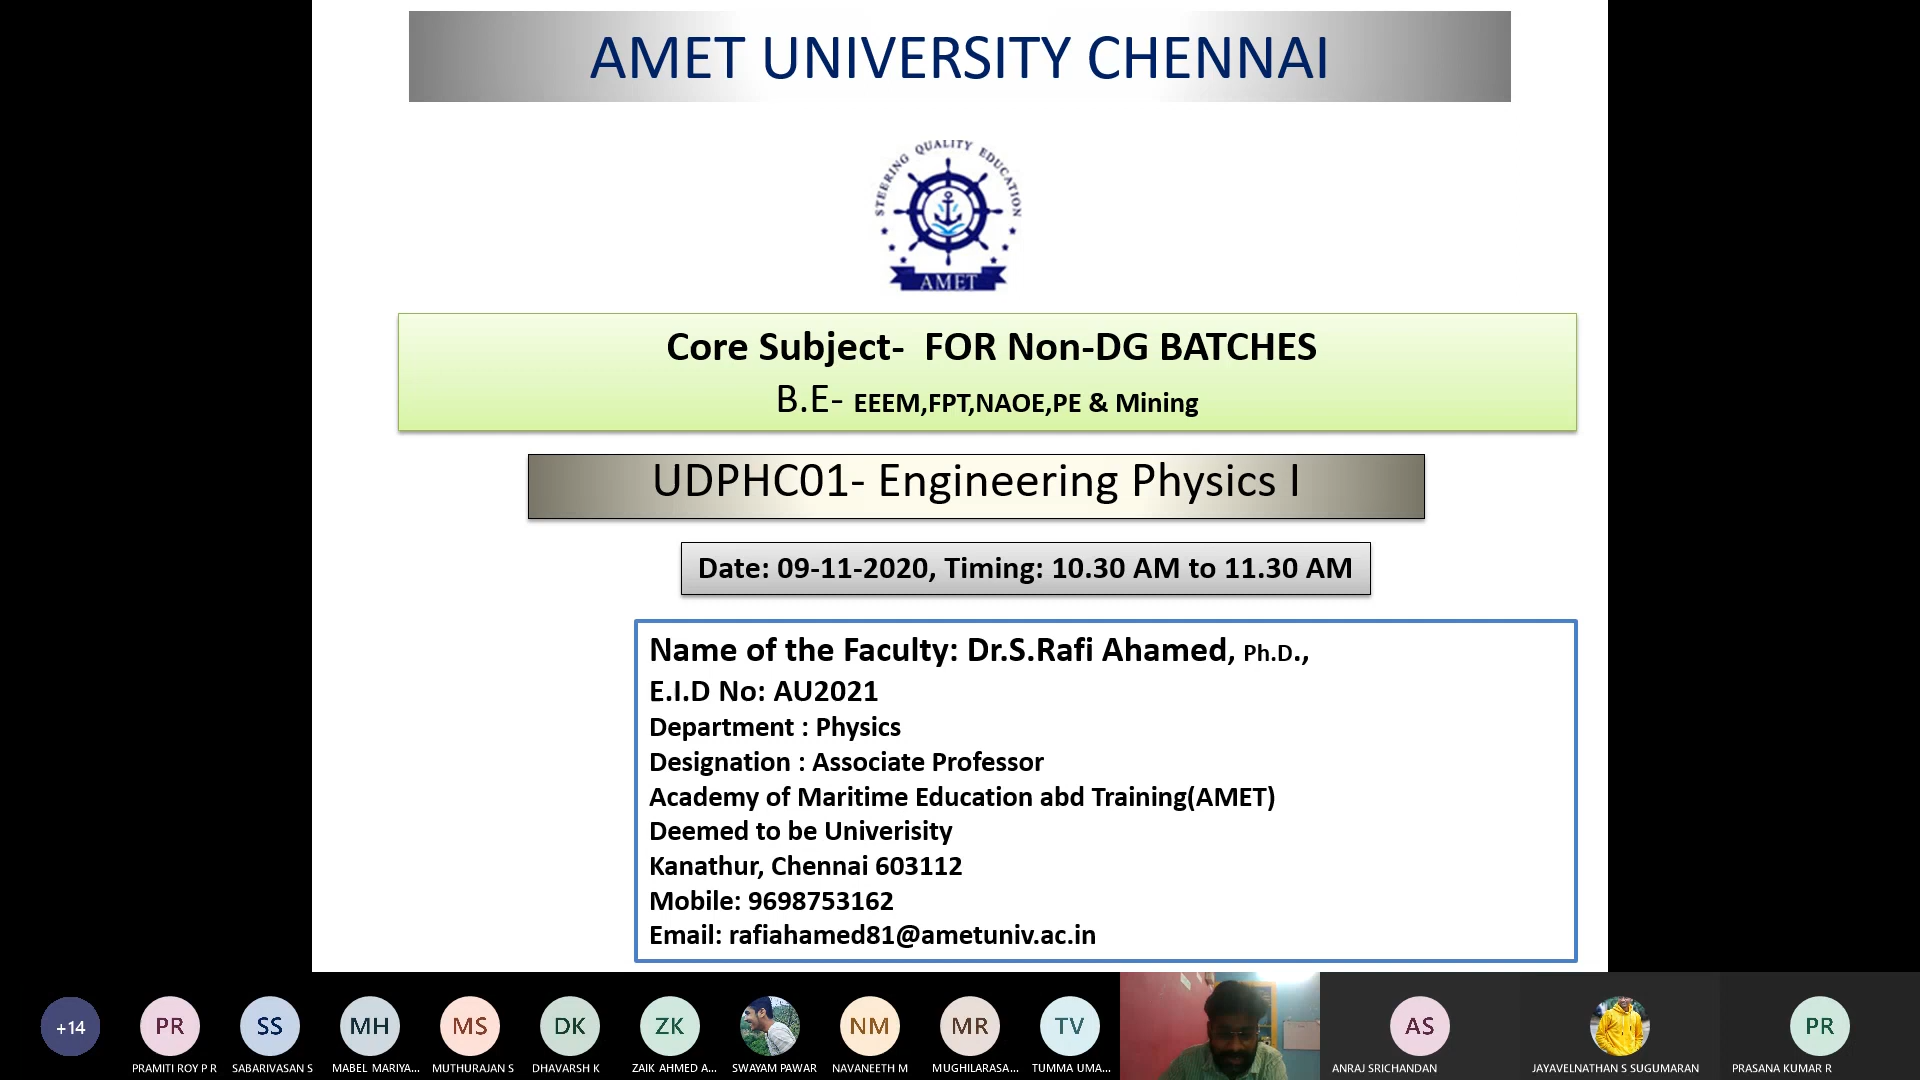 AMET UNIVERSITY CHENNAI
STEERING QUALITY EDUCATION
AMET
Core Subject-  FOR Non-DG BATCHES
B.E- EEEM,FPT,NAOE,PE & Mining
UDPHC01- Engineering Physics I
Date: 09-11-2020, Timing: 10.30 AM to 11.30 AM
Name of the Faculty: Dr.S.Rafi Ahamed, Ph.D.,
E.I.D No: AU2021
Department : Physics
Designation : Associate Professor
Academy of Maritime Education abd Training(AMET)
Deemed to be Univerisity
Kanathur, Chennai 603112
Mobile: 9698753162
Email: rafiahamed81@ametuniv.ac.in
+14 PR SS MH MS DK ZK NM MR TV AS PR
PRAMITI ROY P R SABARIVASAN S MABEL MARIYA... MUTHURAJAN S DHAVARSH K ZAIK AHMED A... SWAYAM PAWAR NAVANEETH M MUGHILARASA... TUMMA UMA... ANRAJ SRICHANDAN JAYAVELNATHAN S SUGUMARAN PRASANA KUMAR R